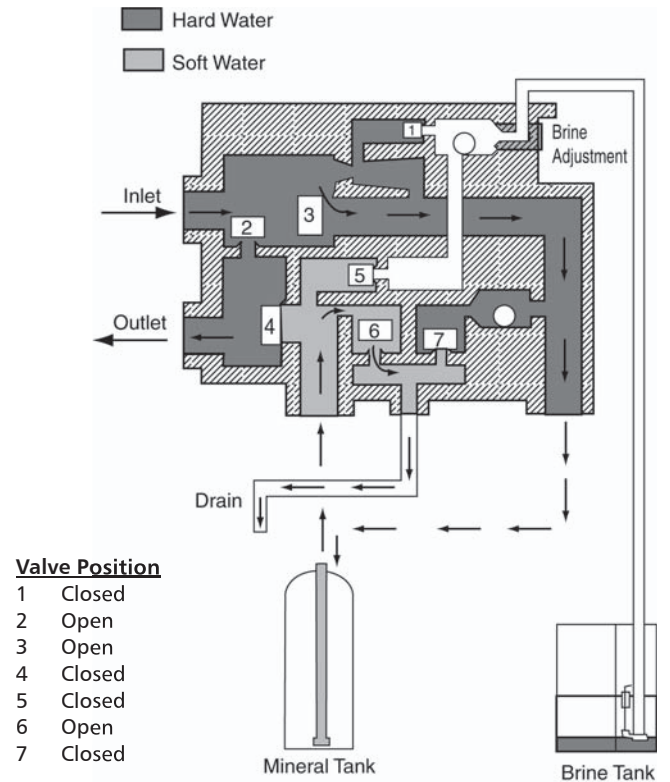 Hard Water
Soft Water
1
Brine
Adjustment
Inlet
2
3
5
Outlet
4
6
7
Drain
Valve Position
1 Closed
2 Open
3 Open
4 Closed
5 Closed
6 Open
7 Closed
Mineral Tank
Brine Tank